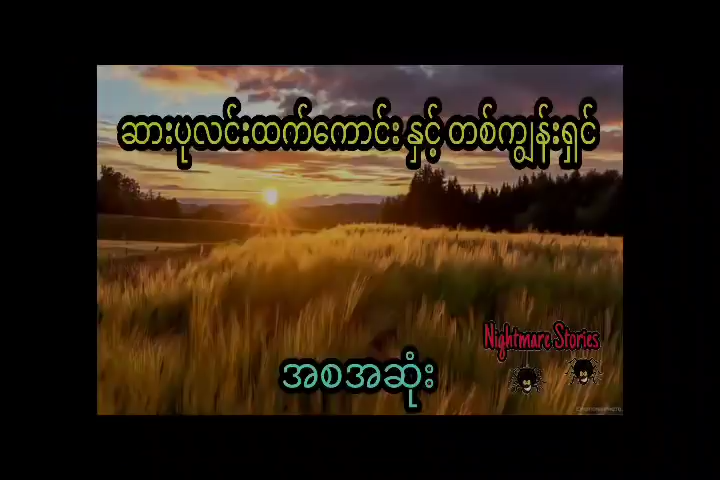 ဆားပုလင်းထက်ကောင်း နှင့် တစ်ကျွန်းရှင်
Nightmare Stories
အစအဆုံး